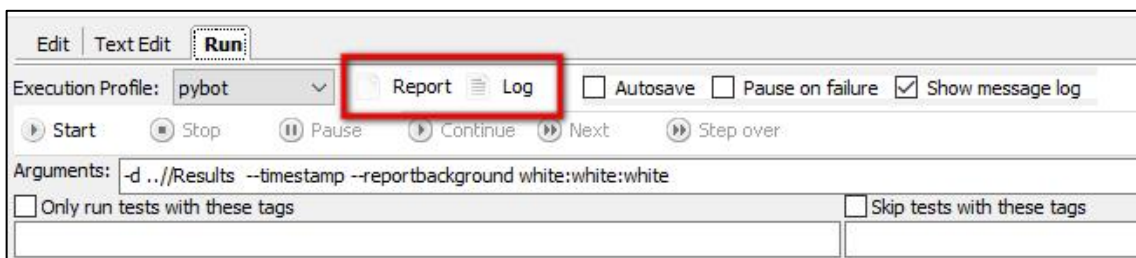 Edit Text Edit Run
Execution Profile: pybot Report Log Autosave Pause on failure Show message log
Start Stop Pause Continue Next Step over
Arguments: -d ..//Results --timestamp --reportbackground white:white:white
Only run tests with these tags Skip tests with these tags